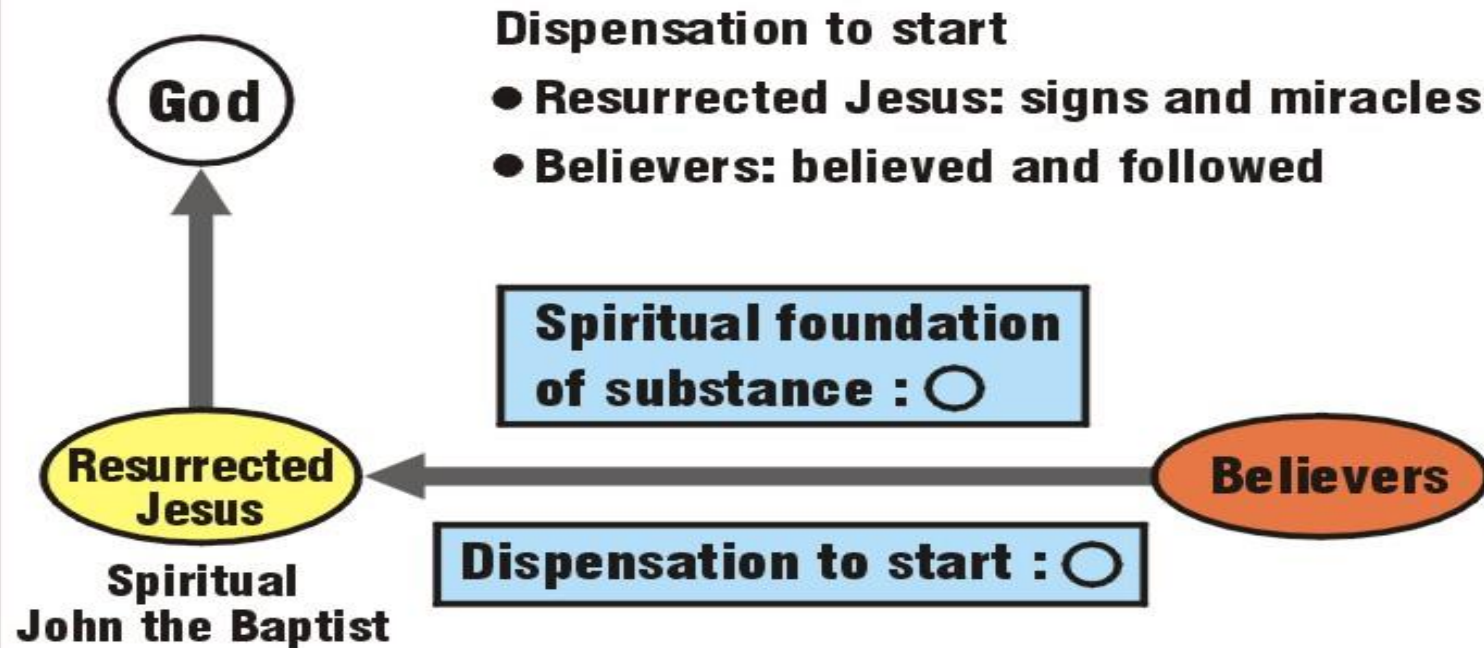 Dispensation to start
● Resurrected Jesus: signs and miracles
● Believers: believed and followed
God
Spiritual foundation
of substance : ○
Resurrected
Jesus
Believers
Dispensation to start : ○
Spiritual
John the Baptist